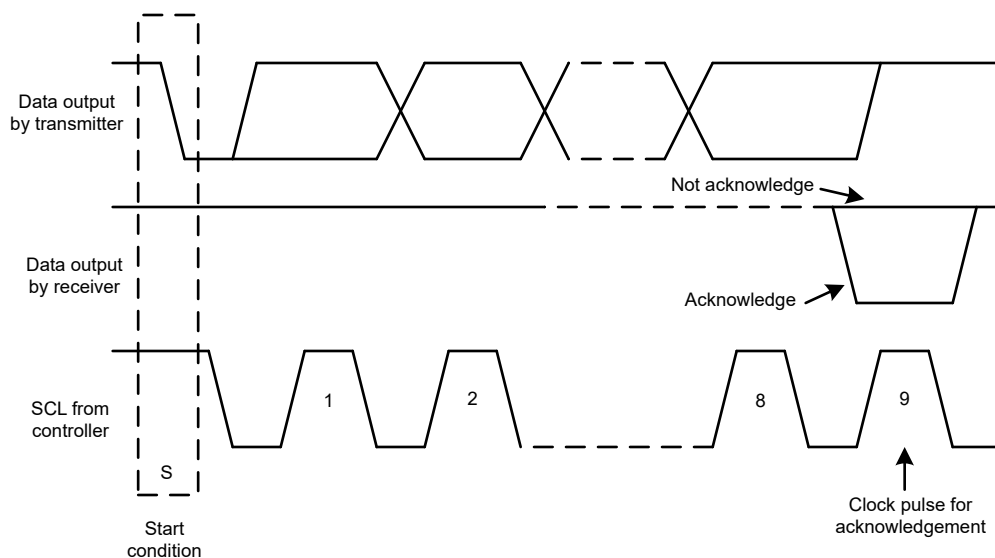 Data output
by transmitter
Not acknowledge
Data output
by receiver
Acknowledge
SCL from
controller
1
2
8
9
S
Start
condition
Clock pulse for
acknowledgement